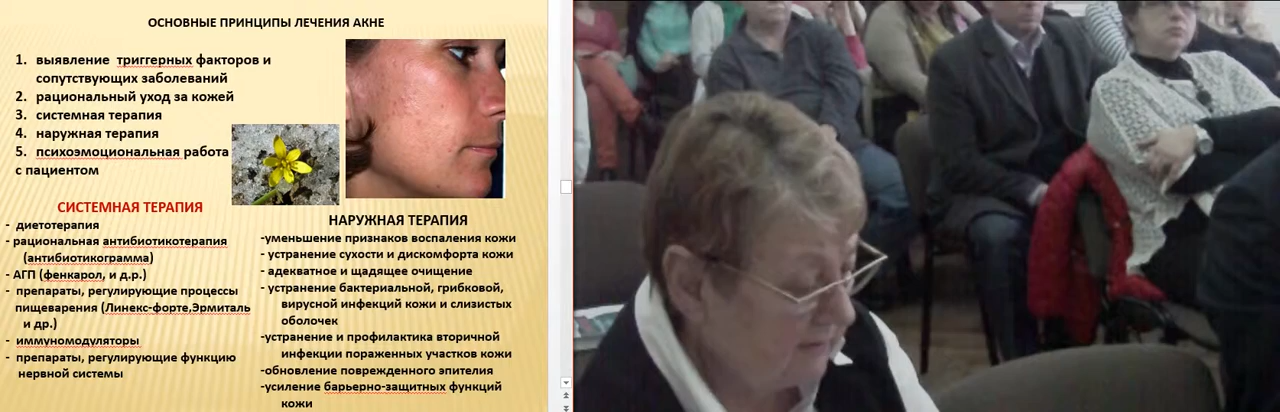 ОСНОВНЫЕ ПРИНЦИПЫ ЛЕЧЕНИЯ АКНЕ
1. выявление триггерных факторов и
сопутствующих заболеваний
2. рациональный уход за кожей
3. системная терапия
4. наружная терапия
5. психоэмоциональная работа
с пациентом
СИСТЕМНАЯ ТЕРАПИЯ
- диетотерапия
- рациональная антибиотикотерапия
(антибиотикограмма)
- АГП (фенкарол, и д.р.)
- препараты, регулирующие процессы
пищеварения (Линекс-форте,Эрмиталь
и др.)
- иммуномодуляторы
- препараты, регулирующие функцию
нервной системы
НАРУЖНАЯ ТЕРАПИЯ
-уменьшение признаков воспаления кожи
- устранение сухости и дискомфорта кожи
- адекватное и щадящее очищение
- устранение бактериальной, грибковой,
вирусной инфекций кожи и слизистых
оболочек
-устранение и профилактика вторичной
инфекции пораженных участков кожи
-обновление поврежденного эпителия
-усиление барьерно-защитных функций
кожи